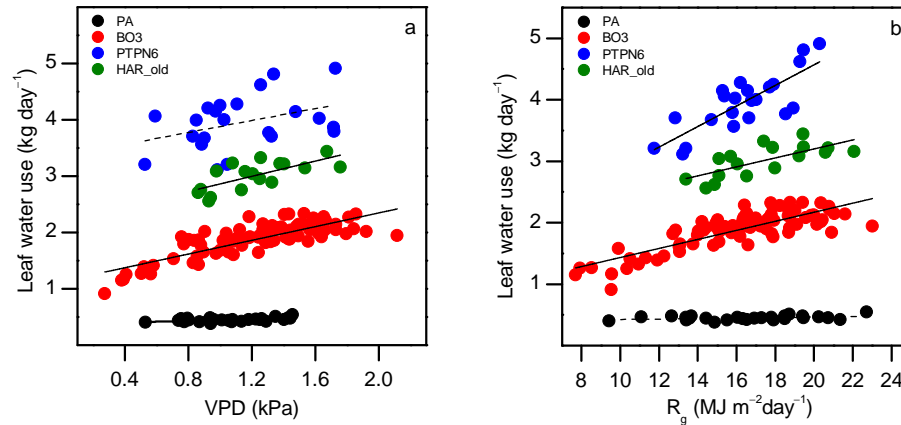 PA
BO3
PTPN6
HAR_old
a
5
4
3
2
1
Leaf water use (kg day⁻¹)
0.4 0.8 1.2 1.6 2.0
VPD (kPa)
PA
BO3
PTPN6
HAR_old
b
5
4
3
2
1
0
Leaf water use (kg day⁻¹)
8 10 12 14 16 18 20 22 24
R_g (MJ m⁻²day⁻¹)